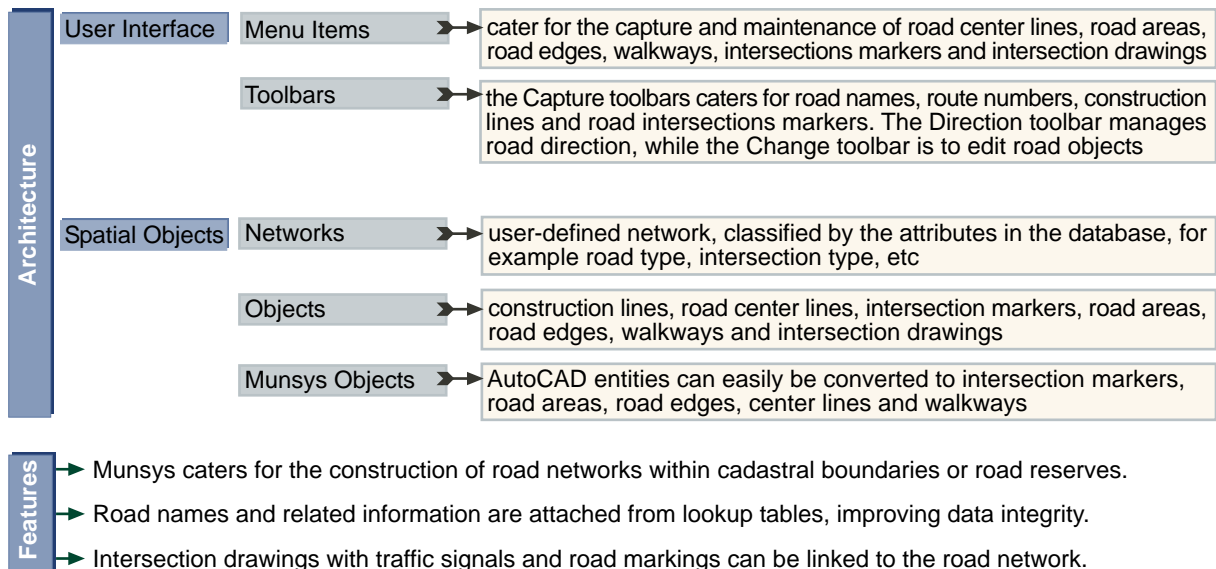 Architecture
User Interface
Menu Items
cater for the capture and maintenance of road center lines, road areas,
road edges, walkways, intersections markers and intersection drawings
Toolbars
the Capture toolbars caters for road names, route numbers, construction
lines and road intersections markers. The Direction toolbar manages
road direction, while the Change toolbar is to edit road objects
Spatial Objects
Networks
user-defined network, classified by the attributes in the database, for
example road type, intersection type, etc
Objects
construction lines, road center lines, intersection markers, road areas,
road edges, walkways and intersection drawings
Munsys Objects
AutoCAD entities can easily be converted to intersection markers,
road areas, road edges, center lines and walkways
Features
Munsys caters for the construction of road networks within cadastral boundaries or road reserves.
Road names and related information are attached from lookup tables, improving data integrity.
Intersection drawings with traffic signals and road markings can be linked to the road network.